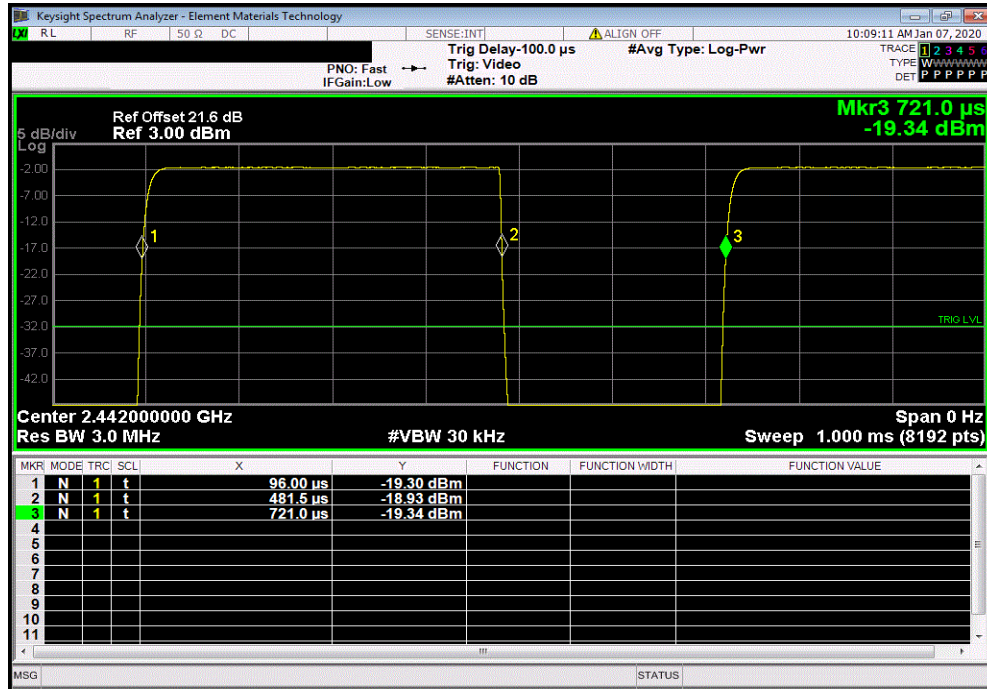 Keysight Spectrum Analyzer - Element Materials Technology
LXI RL RF 50 Ω DC SENSE:INT ALIGN OFF 10:09:11 AM Jan 07, 2020
Trig Delay-100.0 µs #Avg Type: Log-Pwr TRACE 1 2 3 4 5 6
PNO: Fast Trig: Video TYPE WWWWWW
IFGain:Low #Atten: 10 dB DET P P P P P P
Mkr3 721.0 µs
-19.34 dBm
Ref Offset 21.6 dB
5 dB/div Ref 3.00 dBm
Log
-2.00
-7.00
-12.0
1 2 3
-17.0
-22.0
-27.0
-32.0 TRIG LVL
-37.0
-42.0
Center 2.442000000 GHz Span 0 Hz
Res BW 3.0 MHz #VBW 30 kHz Sweep 1.000 ms (8192 pts)
MKR MODE TRC SCL X Y FUNCTION FUNCTION WIDTH FUNCTION VALUE
1 N 1 t 96.00 µs -19.30 dBm
2 N 1 t 481.5 µs -18.93 dBm
3 N 1 t 721.0 µs -19.34 dBm
4
5
6
7
8
9
10
11
MSG STATUS